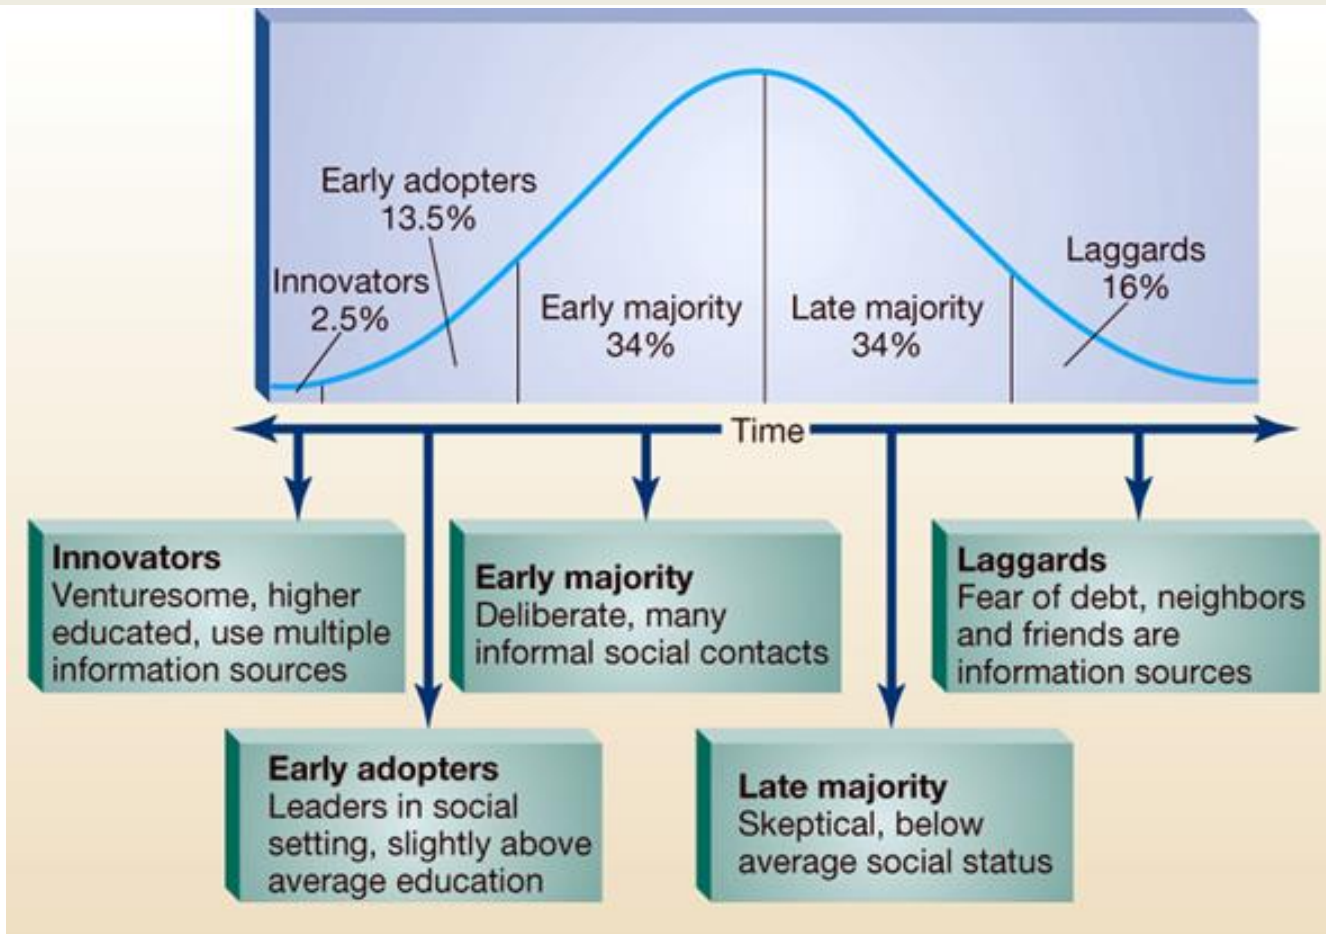 Early adopters
13.5%
Innovators
2.5%
Early majority
34%
Late majority
34%
Laggards
16%
Time
Innovators
Venturesome, higher
educated, use multiple
information sources
Early adopters
Leaders in social
setting, slightly above
average education
Early majority
Deliberate, many
informal social contacts
Late majority
Skeptical, below
average social status
Laggards
Fear of debt, neighbors
and friends are
information sources